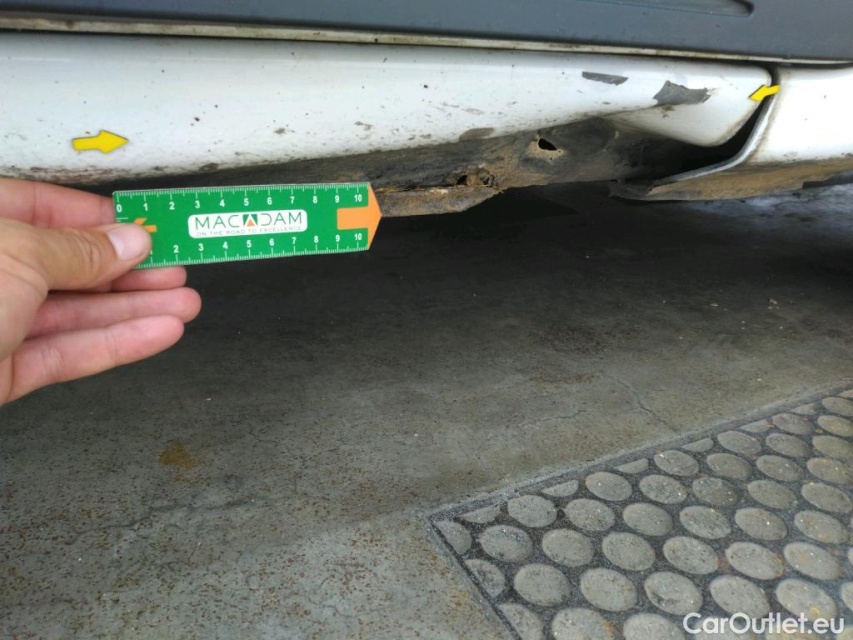 0 1 2 3 4 5 6 7 8 9 10
MACADAM
ON THE ROAD TO EXCELLENCE
2 3 4 5 6 7 8 9 10
CarOutlet.eu